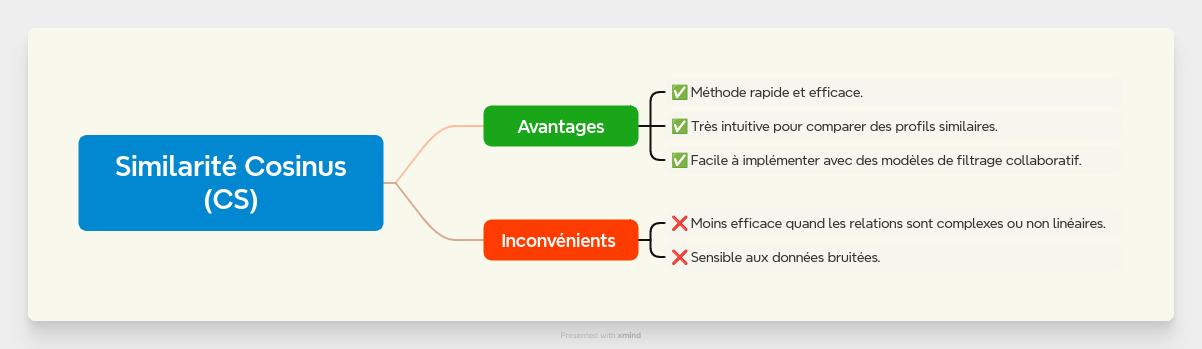 Similarité Cosinus
(CS)
Avantages
✅ Méthode rapide et efficace.
✅ Très intuitive pour comparer des profils similaires.
✅ Facile à implémenter avec des modèles de filtrage collaboratif.
Inconvénients
❌ Moins efficace quand les relations sont complexes ou non linéaires.
❌ Sensible aux données bruitées.
Presented with xmind